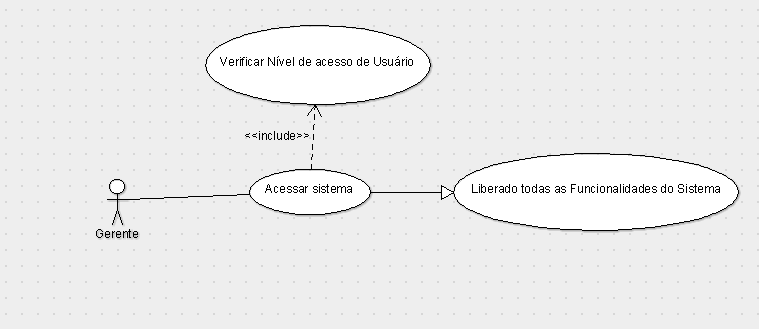 Verificar Nível de acesso de Usuário
<<include>>
Acessar sistema
Liberado todas as Funcionalidades do Sistema
Gerente